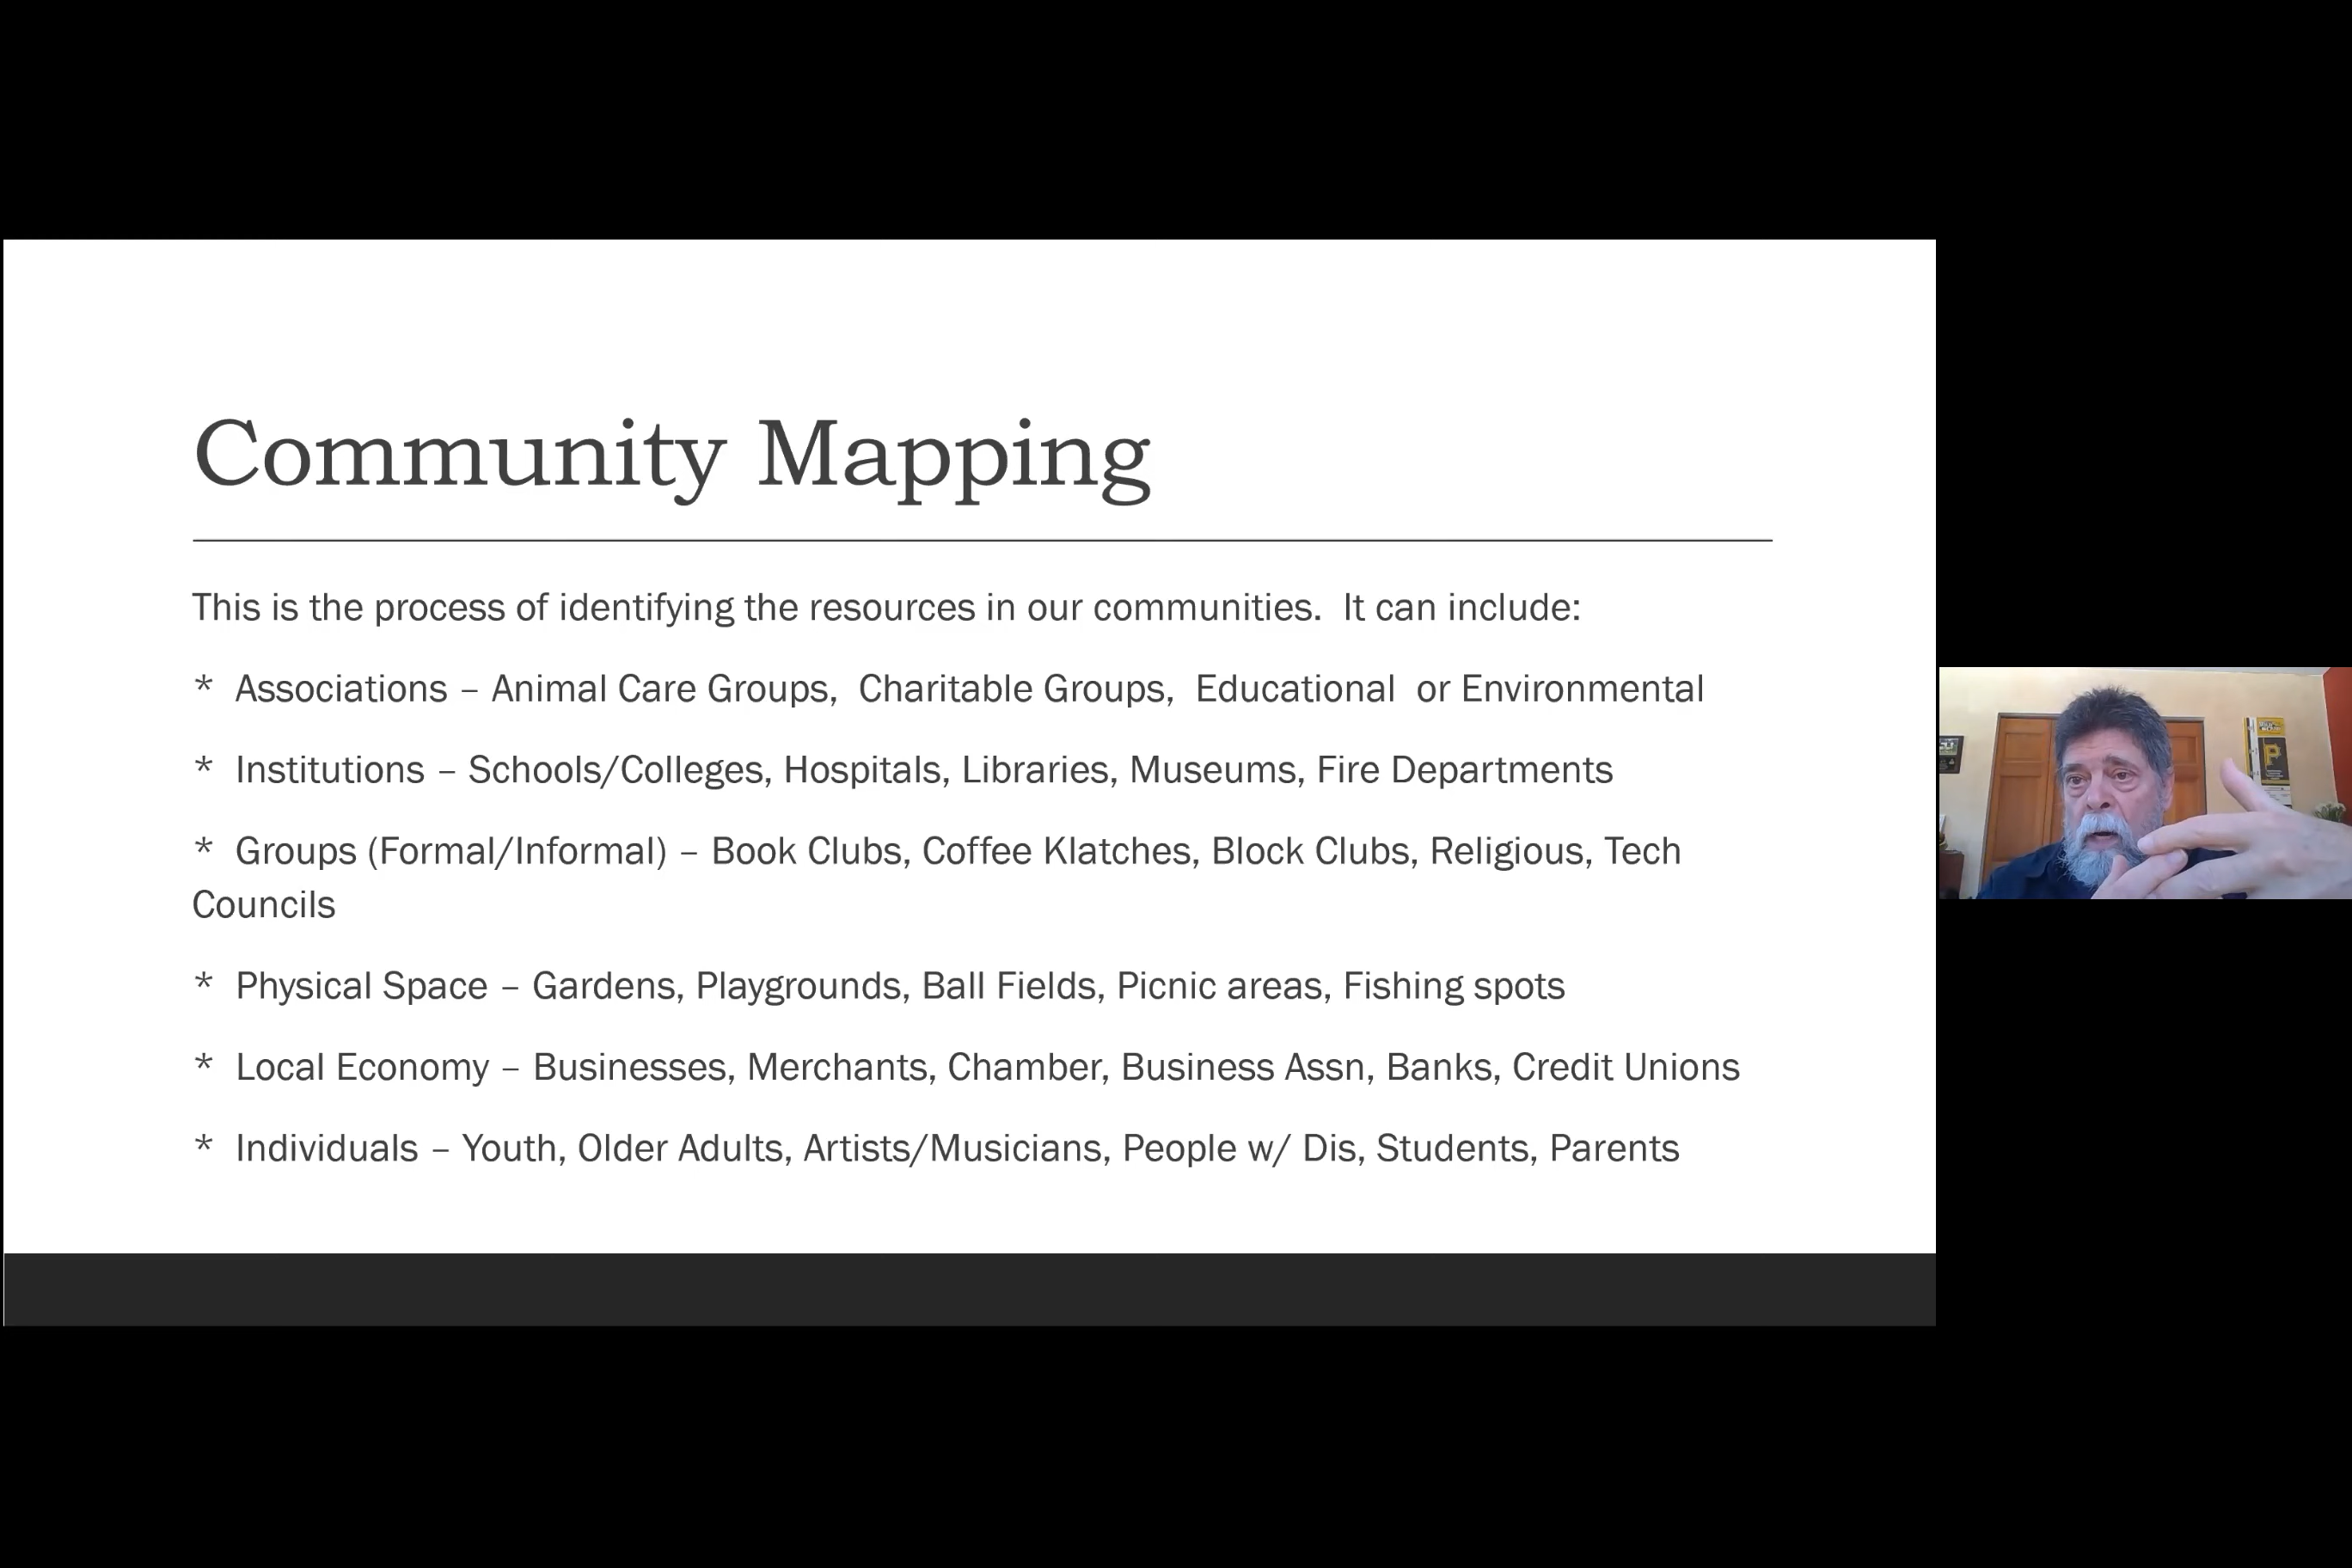 Community Mapping
This is the process of identifying the resources in our communities.  It can include:
*  Associations – Animal Care Groups,  Charitable Groups,  Educational  or Environmental
*  Institutions – Schools/Colleges, Hospitals, Libraries, Museums, Fire Departments
*  Groups (Formal/Informal) – Book Clubs, Coffee Klatches, Block Clubs, Religious, Tech
Councils
*  Physical Space – Gardens, Playgrounds, Ball Fields, Picnic areas, Fishing spots
*  Local Economy – Businesses, Merchants, Chamber, Business Assn, Banks, Credit Unions
*  Individuals – Youth, Older Adults, Artists/Musicians, People w/ Dis, Students, Parents
P